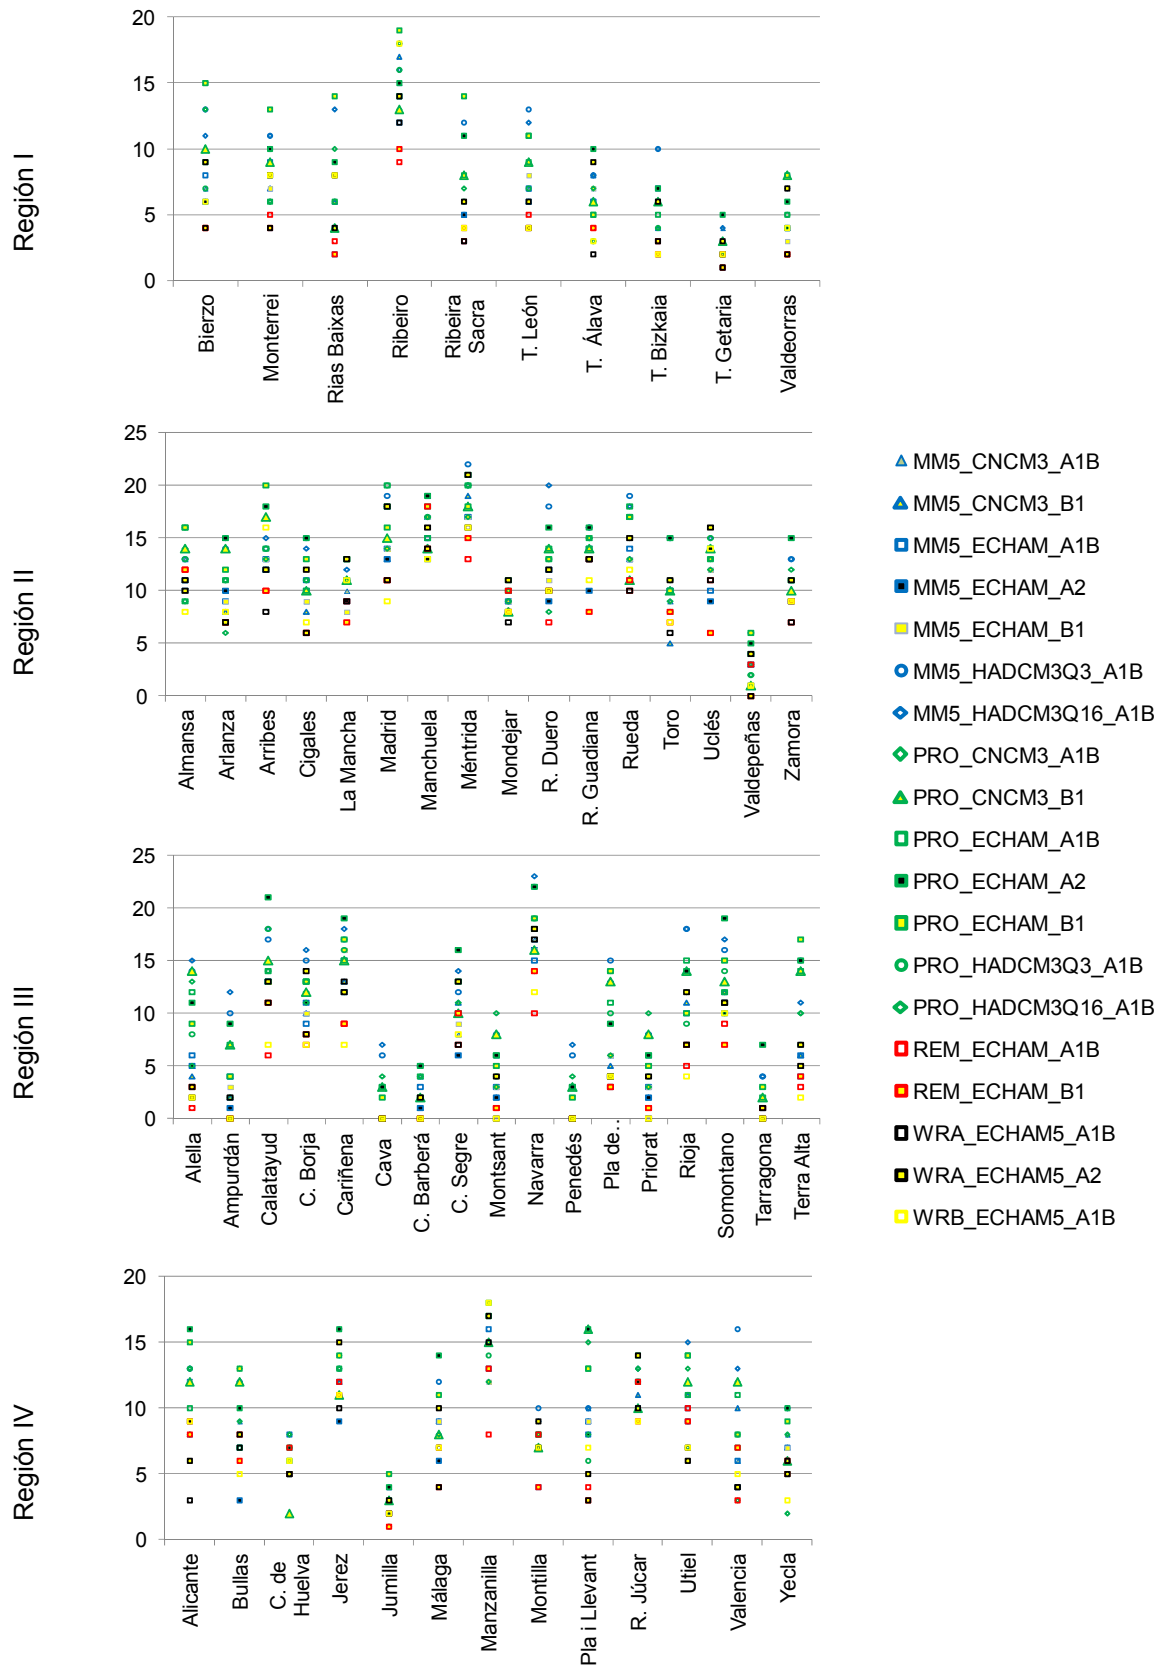 Región I
20
15
10
5
0
Bierzo
Monterrei
Rias Baixas
Ribeiro
Ribeira
Sacra
T. León
T. Álava
T. Bizkaia
T. Getaria
Valdeorras
Región II
25
20
15
10
5
0
Almansa
Arlanza
Arribes
Cigales
La Mancha
Madrid
Manchuela
Méntrida
Mondejar
R. Duero
R. Guadiana
Rueda
Toro
Uclés
Valdepeñas
Zamora
Región III
25
20
15
10
5
0
Alella
Ampurdán
Calatayud
C. Borja
Cariñena
Cava
C. Barberá
C. Segre
Montsant
Navarra
Penedés
Pla de…
Priorat
Rioja
Somontano
Tarragona
Terra Alta
Región IV
20
15
10
5
0
Alicante
Bullas
C. de
Huelva
Jerez
Jumilla
Málaga
Manzanilla
Montilla
Pla i Llevant
R. Júcar
Utiel
Valencia
Yecla
MM5_CNCM3_A1B
MM5_CNCM3_B1
MM5_ECHAM_A1B
MM5_ECHAM_A2
MM5_ECHAM_B1
MM5_HADCM3Q3_A1B
MM5_HADCM3Q16_A1B
PRO_CNCM3_A1B
PRO_CNCM3_B1
PRO_ECHAM_A1B
PRO_ECHAM_A2
PRO_ECHAM_B1
PRO_HADCM3Q3_A1B
PRO_HADCM3Q16_A1B
REM_ECHAM_A1B
REM_ECHAM_B1
WRA_ECHAM5_A1B
WRA_ECHAM5_A2
WRB_ECHAM5_A1B